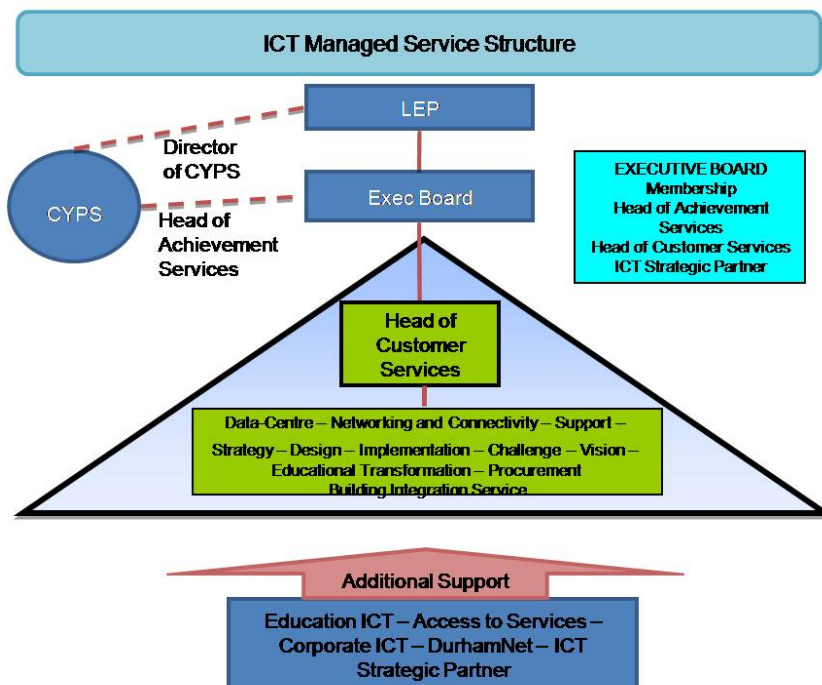 ICT Managed Service Structure
LEP
Director
of CYPS
CYPS
Exec Board
Head of
Achievement
Services
EXECUTIVE BOARD
Membership
Head of Achievement
Services
Head of Customer Services
ICT Strategic Partner
Head of
Customer
Services
Data-Centre – Networking and Connectivity – Support –
Strategy – Design – Implementation – Challenge – Vision –
Educational Transformation – Procurement
Building Integration Service
Additional Support
Education ICT – Access to Services –
Corporate ICT – DurhamNet – ICT
Strategic Partner